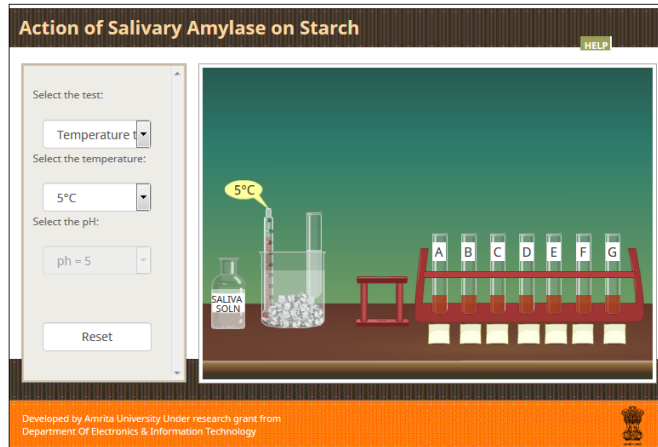 Action of Salivary Amylase on Starch
HELP
Select the test:
Temperature t
Select the temperature:
5°C
Select the pH:
ph = 5
Reset
5°C
SALIVA
SOLN
A B C D E F G
Developed by Amrita University Under research grant from
Department Of Electronics & Information Technology